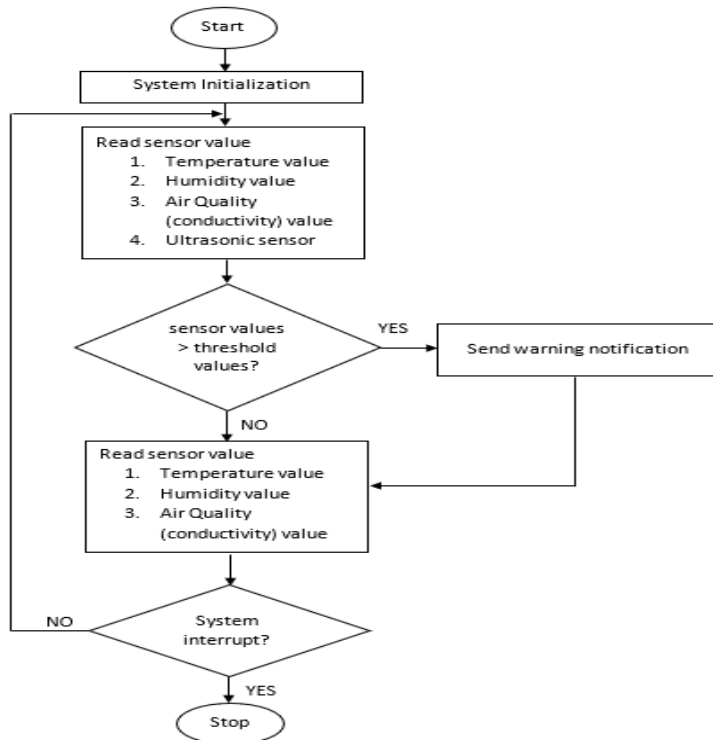 Start
System Initialization
Read sensor value
1. Temperature value
2. Humidity value
3. Air Quality
(conductivity) value
4. Ultrasonic sensor
sensor values
> threshold
values?
YES
Send warning notification
NO
Read sensor value
1. Temperature value
2. Humidity value
3. Air Quality
(conductivity) value
NO
System
interrupt?
YES
Stop